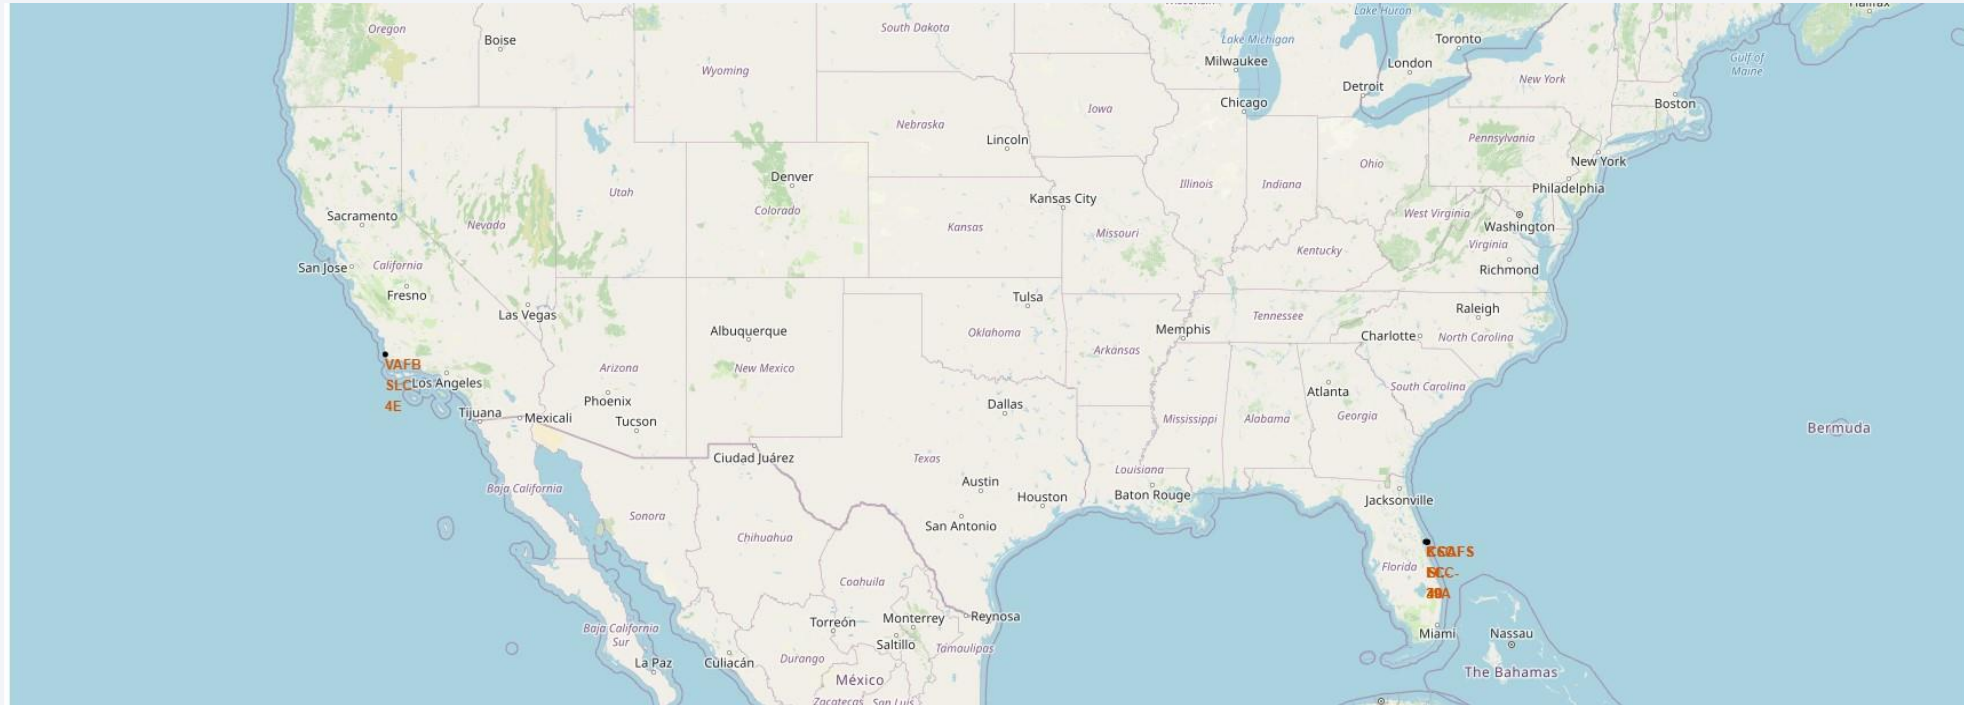 Halifax
Lake Huron
Oregon
Boise
South Dakota
Toronto
Lake Michigan
Milwaukee
London
Gulf of
Maine
Wyoming
New York
Detroit
Chicago
Boston
Iowa
Nebraska
Lincoln
Pennsylvania
New York
Ohio
Denver
Utah
Illinois
Indiana
Philadelphia
Kansas City
Colorado
Sacramento
Nevada
Kansas
Missouri
West Virginia
Washington
Virginia
Kentucky
San Jose
California
Richmond
Fresno
Tulsa
Las Vegas
Raleigh
Tennessee
Albuquerque
Oklahoma
Memphis
Charlotte
North Carolina
Arkansas
VAFB
SLC-
4E
Los Angeles
Arizona
New Mexico
South Carolina
Atlanta
Phoenix
Dallas
Tijuana
Mexicali
Tucson
Mississippi
Alabama
Georgia
Bermuda
Ciudad Juárez
Texas
Louisiana
Austin
Baja California
Houston
Baton Rouge
Jacksonville
Sonora
San Antonio
Chihuahua
Florida
Coahuila
Torreón
Monterrey
Reynosa
Baja California
Sur
Saltillo
Tamaulipas
Miami
Nassau
La Paz
Culiacán
Durango
The Bahamas
México
Zacatecas
San Luis